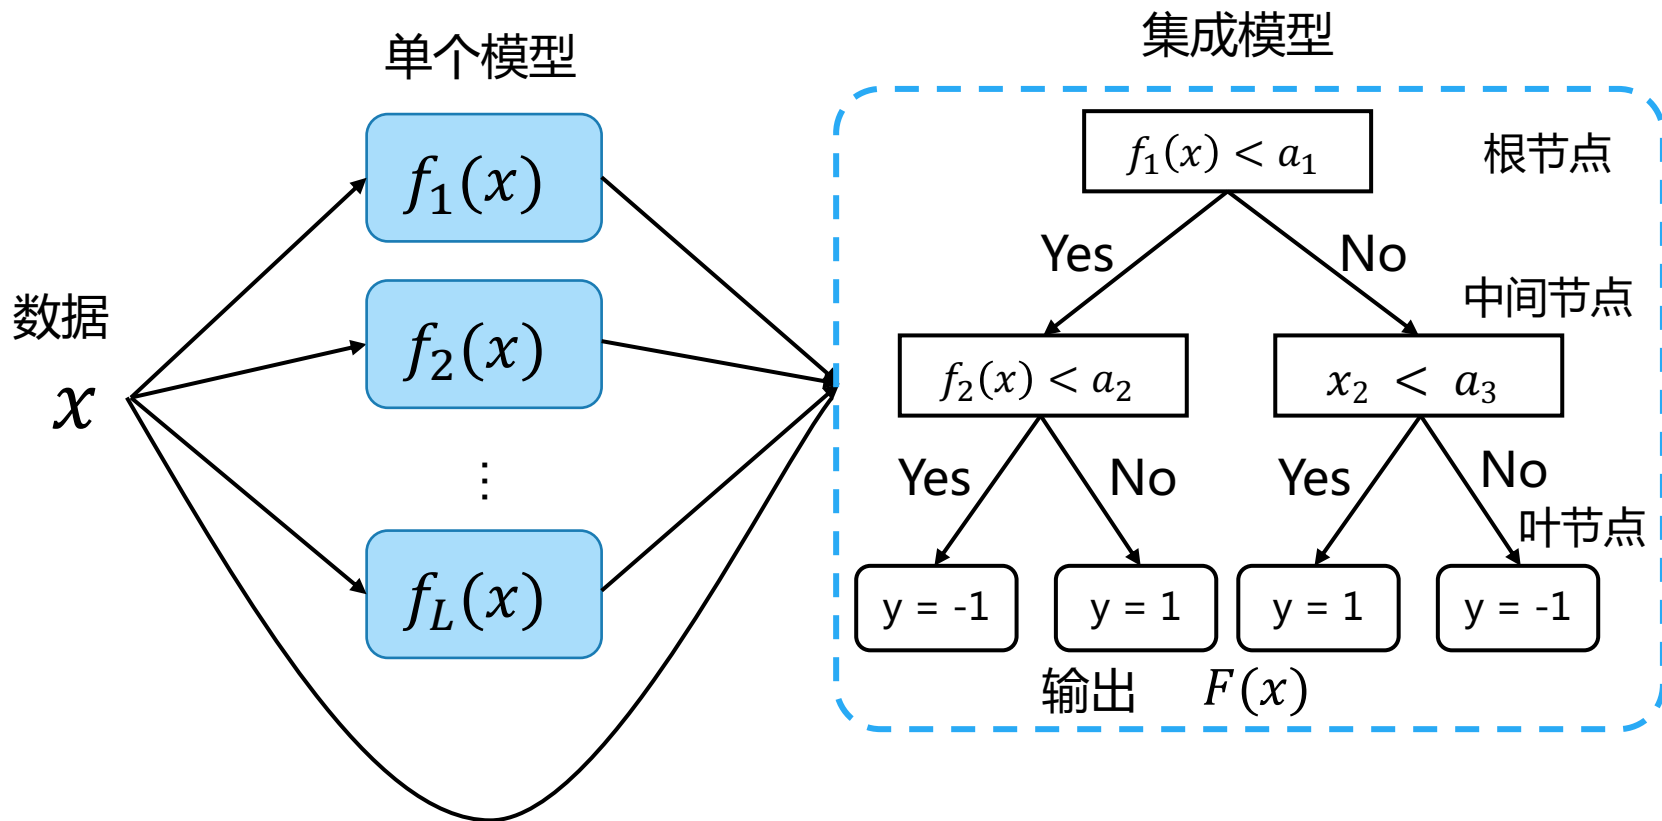 单个模型
集成模型
数据
x
f₁(x)
f₂(x)
⋮
f_L(x)
f₁(x) < a₁
根节点
Yes
No
中间节点
f₂(x) < a₂
x₂ < a₃
Yes
No
Yes
No
叶节点
y = -1
y = 1
y = 1
y = -1
输出 F(x)